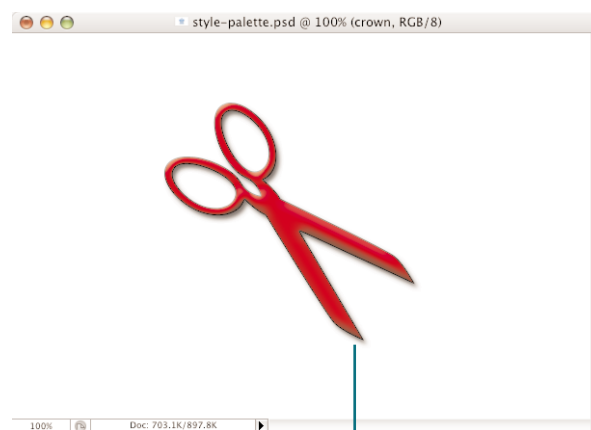 style-palette.psd @ 100% (crown, RGB/8)
100% Doc: 703.1K/897.8K